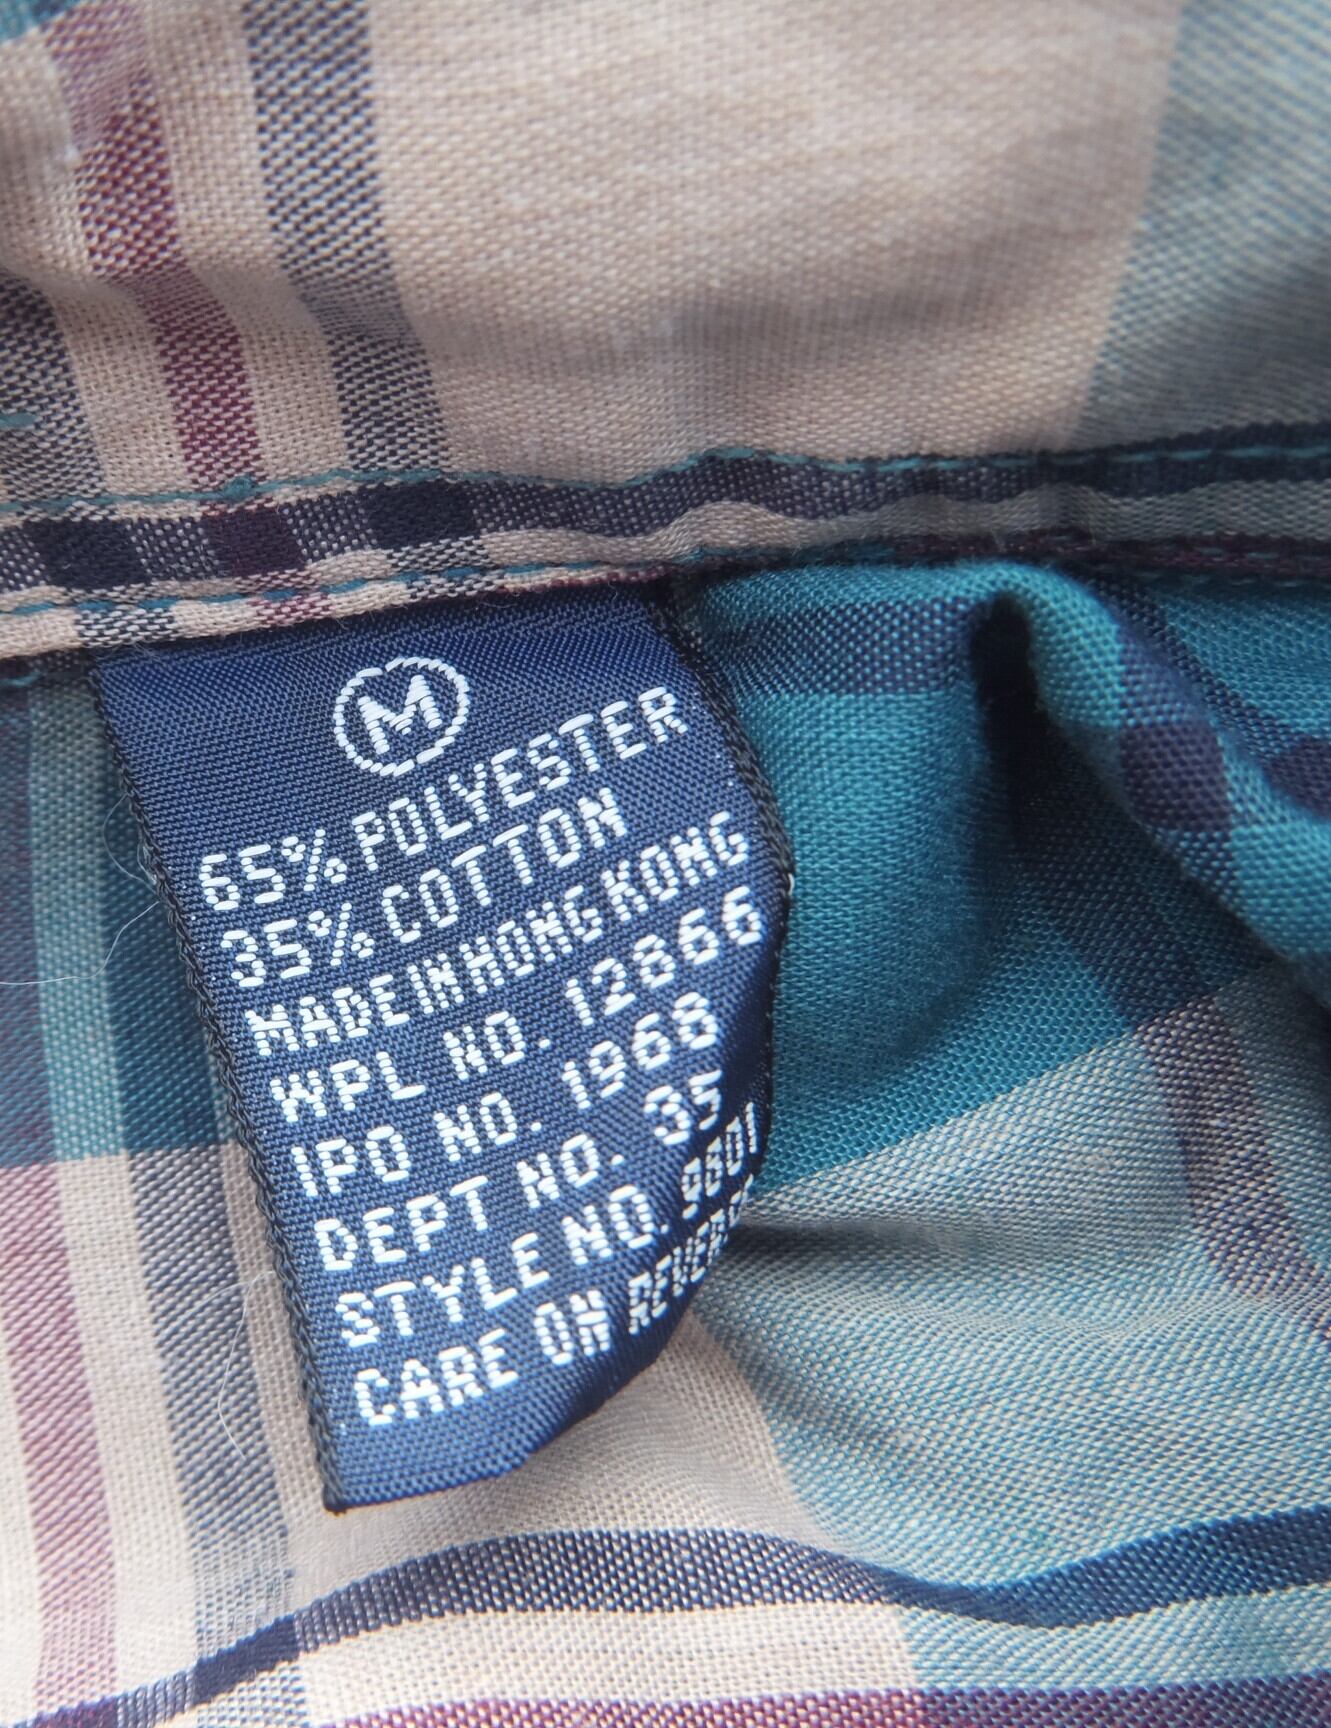 M
65% POLYESTER
35% COTTON
MADE IN HONG KONG
WPL NO. 12866
IPO NO. 1968
DEPT NO. 35
STYLE NO. 9801
CARE ON REVERSE